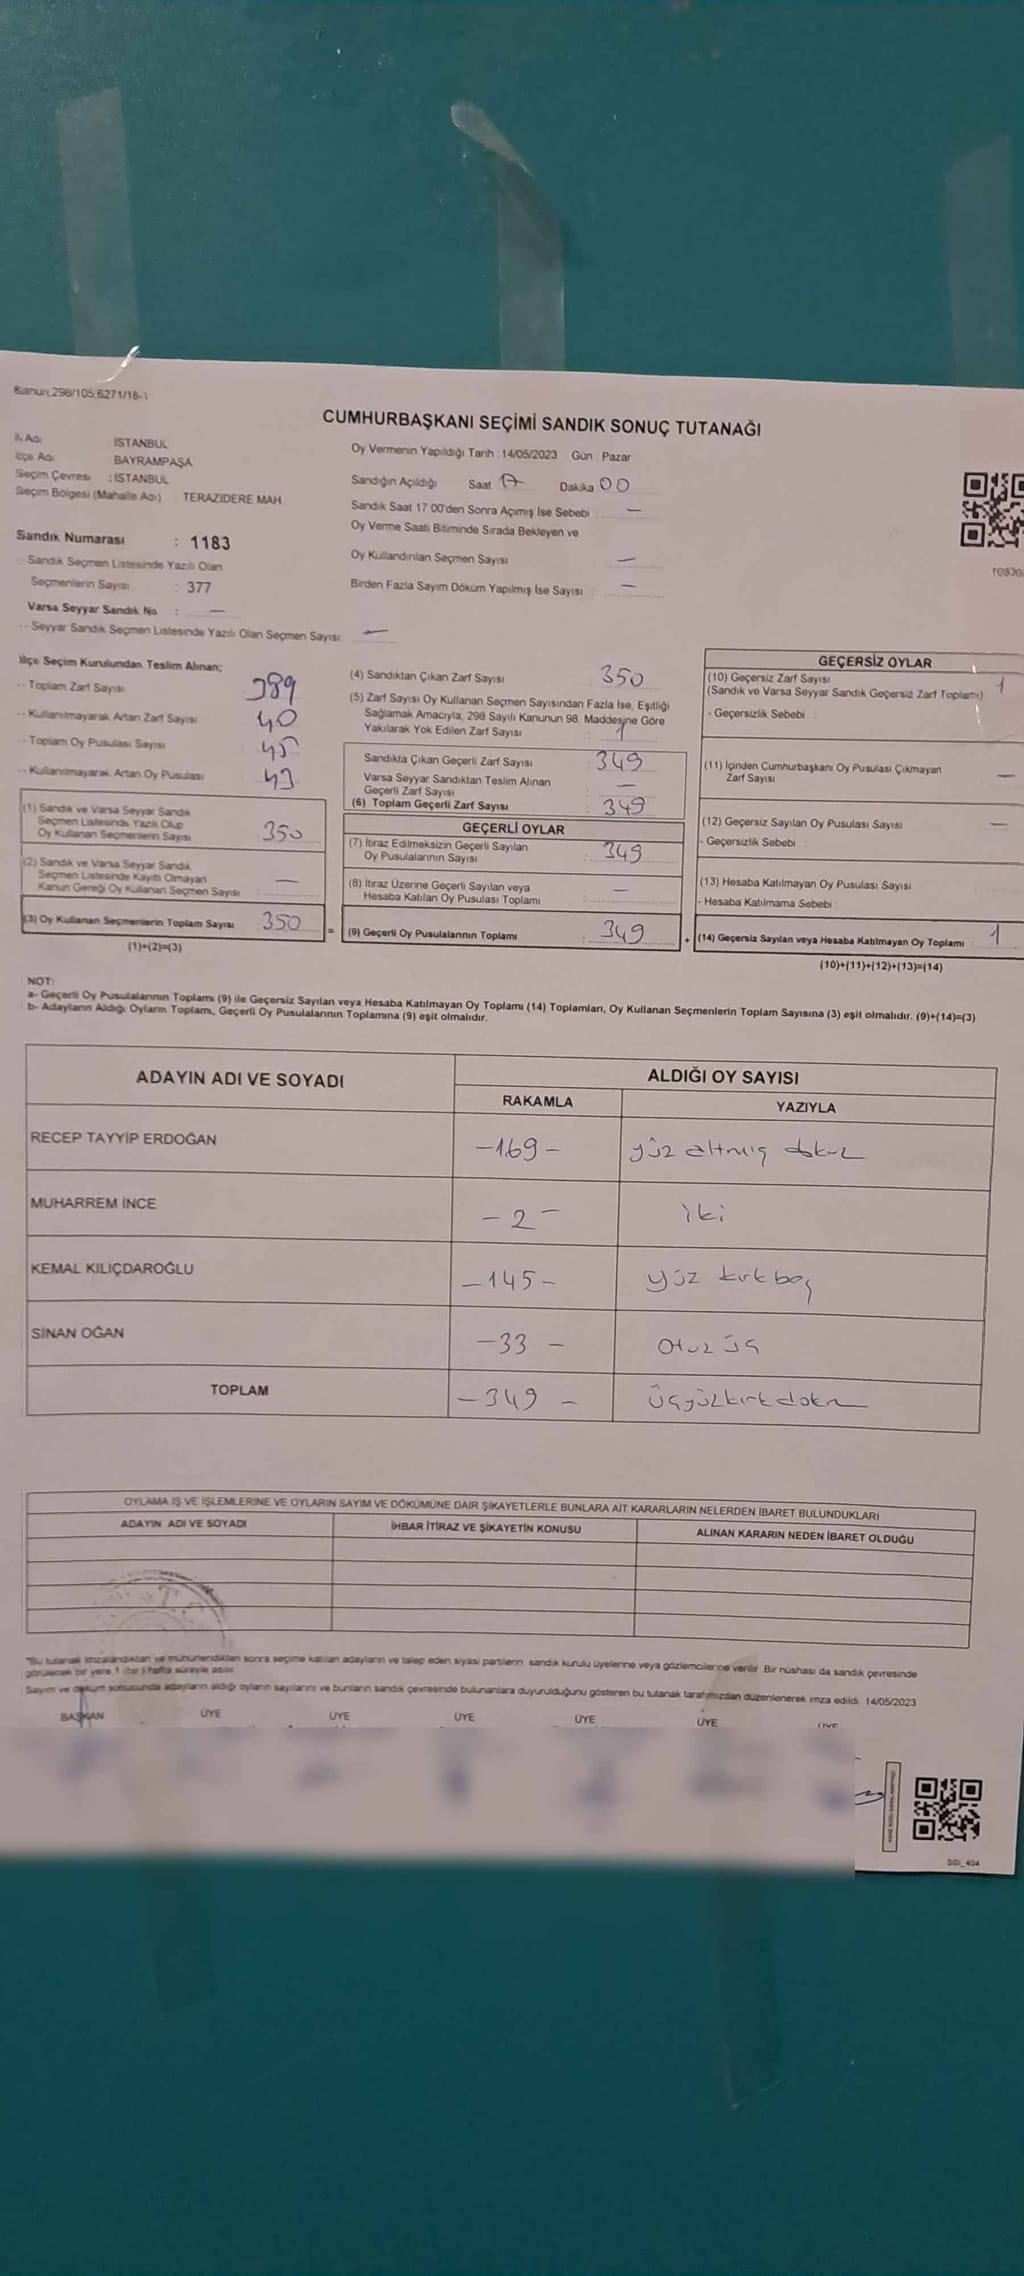 CUMHURBAŞKANI SEÇİMİ SANDIK SONUÇ TUTANAĞI
İl Adı İSTANBUL
İlçe Adı BAYRAMPAŞA
Seçim Çevresi : İSTANBUL
Seçim Bölgesi (Mahalle Adı) TERAZİDERE MAH.
Sandık Numarası : 1183
Sandık Seçmen Listesinde Yazılı Olan
Seçmenlerin Sayısı : 377
Varsa Seyyar Sandık No : —
Seyyar Sandık Seçmen Listesinde Yazılı Olan Seçmen Sayısı —
Oy Vermenin Yapıldığı Tarih : 14/05/2023 Gün : Pazar
Sandığın Açıldığı Saat 17 Dakika 00
Sandık Saat 17:00'den Sonra Açımış İse Sebebi : —
Oy Verme Saati Bitiminde Sırada Bekleyen ve
Oy Kullandırılan Seçmen Sayısı —
Birden Fazla Sayım Döküm Yapılmış İse Sayısı : —
İlçe Seçim Kurulundan Teslim Alınan;
Toplam Zarf Sayısı 389
Kullanılmayarak Artan Zarf Sayısı 40
Toplam Oy Pusulası Sayısı 45
Kullanılmayarak Artan Oy Pusulası 43
(1) Sandık ve Varsa Seyyar Sandık
Seçmen Listesinde Yazılı Olup
Oy Kullanan Seçmenlerin Sayısı 350
(2) Sandık ve Varsa Seyyar Sandık
Seçmen Listesinde Kayıtlı Olmayan
Kanun Gereği Oy Kullanan Seçmen Sayısı —
(3) Oy Kullanan Seçmenlerin Toplam Sayısı 350 =
(1)+(2)=(3)
(4) Sandıktan Çıkan Zarf Sayısı : 350
(5) Zarf Sayısı Oy Kullanan Seçmen Sayısından Fazla İse, Eşitliği
Sağlamak Amacıyla, 298 Sayılı Kanunun 98. Maddesine Göre
Yakılarak Yok Edilen Zarf Sayısı : 1
Sandıkta Çıkan Geçerli Zarf Sayısı : 349
Varsa Seyyar Sandıktan Teslim Alınan
Geçerli Zarf Sayısı —
(6) Toplam Geçerli Zarf Sayısı 349
GEÇERLİ OYLAR
(7) İtiraz Edilmeksizin Geçerli Sayılan
Oy Pusulalarının Sayısı : 349
(8) İtiraz Üzerine Geçerli Sayılan veya
Hesaba Katılan Oy Pusulası Toplamı —
(9) Geçerli Oy Pusulalarının Toplamı 349 +
GEÇERSİZ OYLAR
(10) Geçersiz Zarf Sayısı 1
(Sandık ve Varsa Seyyar Sandık Geçersiz Zarf Toplamı)
- Geçersizlik Sebebi :
(11) İçinden Cumhurbaşkanı Oy Pusulası Çıkmayan
Zarf Sayısı —
(12) Geçersiz Sayılan Oy Pusulası Sayısı —
- Geçersizlik Sebebi :
(13) Hesaba Katılmayan Oy Pusulası Sayısı
- Hesaba Katılmama Sebebi :
(14) Geçersiz Sayılan veya Hesaba Katılmayan Oy Toplamı 1
(10)+(11)+(12)+(13)=(14)
NOT:
a- Geçerli Oy Pusulalarının Toplamı (9) ile Geçersiz Sayılan veya Hesaba Katılmayan Oy Toplamı (14) Toplamları, Oy Kullanan Seçmenlerin Toplam Sayısına (3) eşit olmalıdır. (9)+(14)=(3)
b- Adayların Aldığı Oyların Toplamı, Geçerli Oy Pusulalarının Toplamına (9) eşit olmalıdır.
ADAYIN ADI VE SOYADI ALDIĞI OY SAYISI
RAKAMLA YAZIYLA
RECEP TAYYİP ERDOĞAN -169- yüz altmış dokuz
MUHARREM İNCE -2- iki
KEMAL KILIÇDAROĞLU -145- yüz kırk beş
SİNAN OĞAN -33- otuz üç
TOPLAM -349- üçyüzkırkdokuz
OYLAMA İŞ VE İŞLEMLERİNE VE OYLARIN SAYIM VE DÖKÜMÜNE DAİR ŞİKAYETLERLE BUNLARA AİT KARARLARIN NELERDEN İBARET BULUNDUKLARI
ADAYIN ADI VE SOYADI İHBAR İTİRAZ VE ŞİKAYETİN KONUSU ALINAN KARARIN NEDEN İBARET OLDUĞU
T.C.
"Bu tutanak imzalandıktan ve mühürlendikten sonra seçime katılan adayların ve talep eden siyasi partilerin sandık kurulu üyelerine veya gözlemcilerine verilir. Bir nüshası da sandık çevresinde
görülecek bir yere 1 (bir) hafta süreyle asılır.
Sayım ve döküm sonucunda adayların aldığı oyların sayılarını ve bunların sandık çevresinde bulunanlara duyurulduğunu gösteren bu tutanak tarafımızdan düzenlenerek imza edildi. 14/05/2023
BAŞKAN ÜYE ÜYE ÜYE ÜYE ÜYE ÜYE
SSI_404